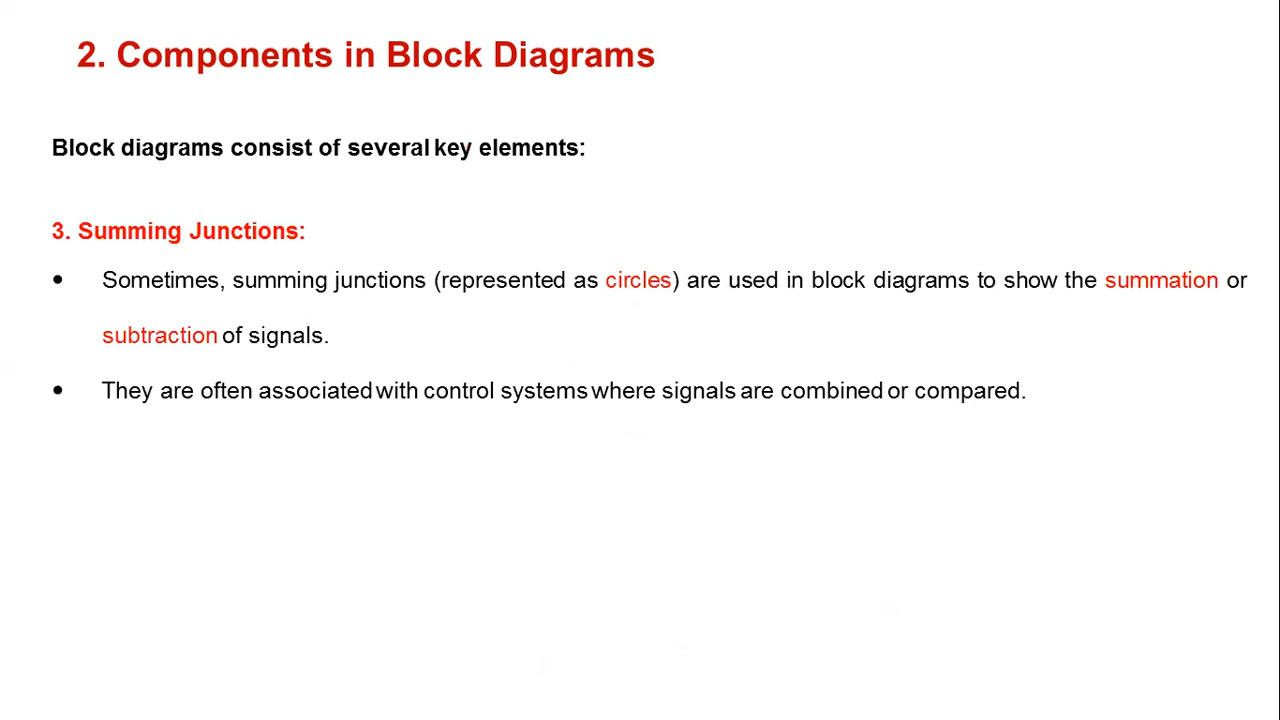 2. Components in Block Diagrams
Block diagrams consist of several key elements:
3. Summing Junctions:
• Sometimes, summing junctions (represented as circles) are used in block diagrams to show the summation or
subtraction of signals.
• They are often associated with control systems where signals are combined or compared.